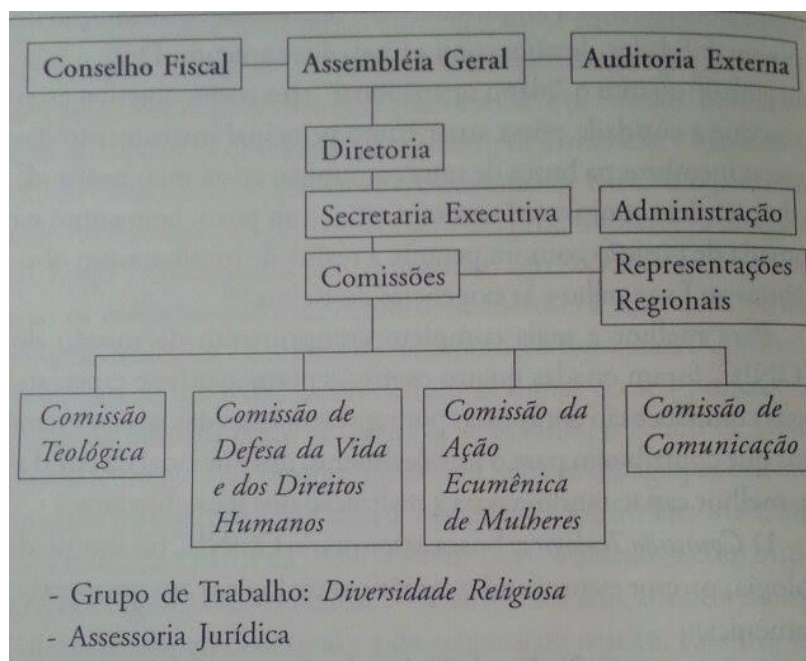 Conselho Fiscal
Assembléia Geral
Auditoria Externa
Diretoria
Secretaria Executiva
Administração
Comissões
Representações
Regionais
Comissão
Teológica
Comissão de
Defesa da Vida
e dos Direitos
Humanos
Comissão da
Ação
Ecumênica
de Mulheres
Comissão de
Comunicação
- Grupo de Trabalho: Diversidade Religiosa
- Assessoria Jurídica